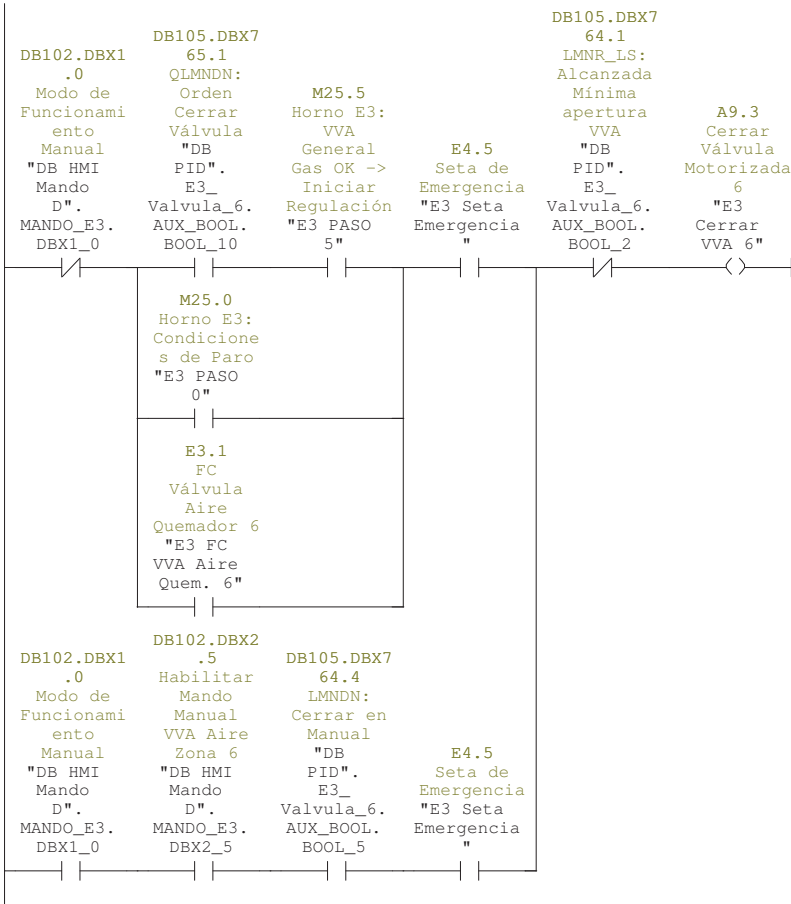 DB102.DBX1
.0
Modo de
Funcionami
ento
Manual
"DB HMI
Mando
D".
MANDO_E3.
DBX1_0
DB105.DBX7
65.1
QLMNDN:
Orden
Cerrar
Válvula
"DB
PID".
E3_
Valvula_6.
AUX_BOOL.
BOOL_10
M25.5
Horno E3:
VVA
General
Gas OK ->
Iniciar
Regulación
"E3 PASO
5"
E4.5
Seta de
Emergencia
"E3 Seta
Emergencia
"
DB105.DBX7
64.1
LMNR_LS:
Alcanzada
Mínima
apertura
VVA
"DB
PID".
E3_
Valvula_6.
AUX_BOOL.
BOOL_2
A9.3
Cerrar
Válvula
Motorizada
6
"E3
Cerrar
VVA 6"
M25.0
Horno E3:
Condicione
s de Paro
"E3 PASO
0"
E3.1
FC
Válvula
Aire
Quemador 6
"E3 FC
VVA Aire
Quem. 6"
DB102.DBX1
.0
Modo de
Funcionami
ento
Manual
"DB HMI
Mando
D".
MANDO_E3.
DBX1_0
DB102.DBX2
.5
Habilitar
Mando
Manual
VVA Aire
Zona 6
"DB HMI
Mando
D".
MANDO_E3.
DBX2_5
DB105.DBX7
64.4
LMNDN:
Cerrar en
Manual
"DB
PID".
E3_
Valvula_6.
AUX_BOOL.
BOOL_5
E4.5
Seta de
Emergencia
"E3 Seta
Emergencia
"